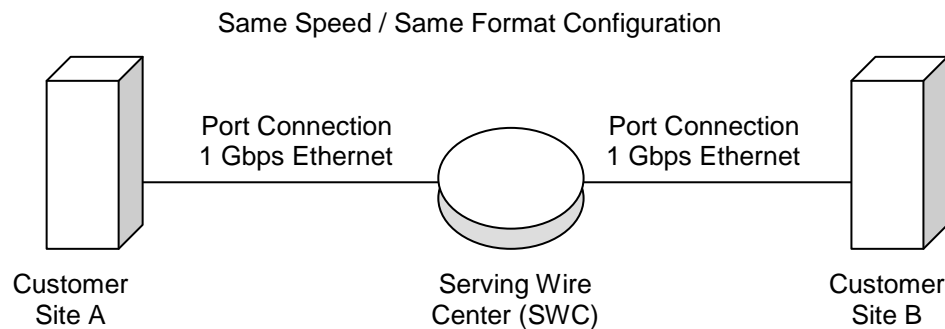 Same Speed / Same Format Configuration
Port Connection
1 Gbps Ethernet
Port Connection
1 Gbps Ethernet
Customer
Site A
Serving Wire
Center (SWC)
Customer
Site B